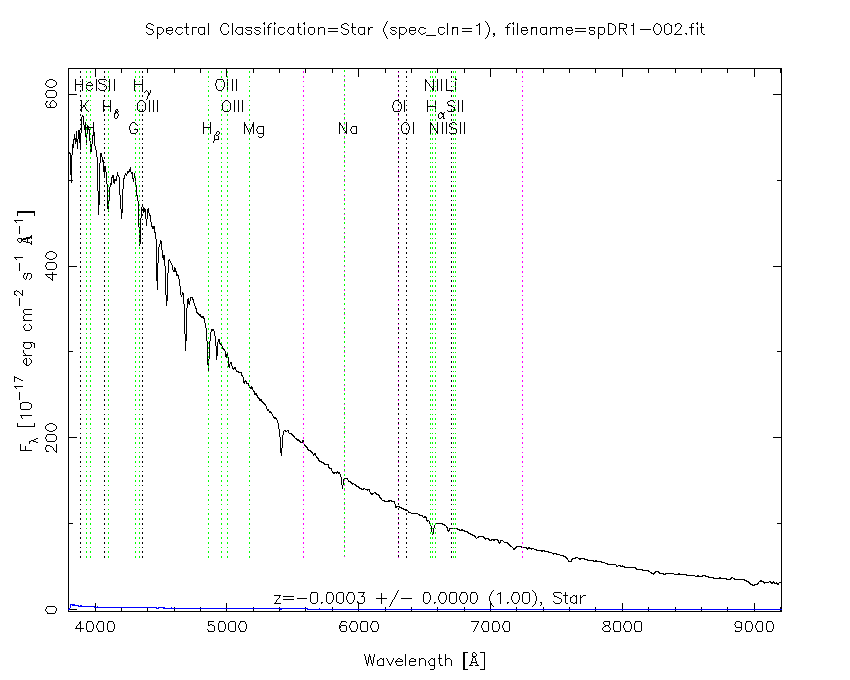 Spectral Classification=Star (spec_cln=1), filename=spDR1-002.fit
HeI SII Hγ OIII NII Li
K Hδ OIII OIII OI Hα SII
H G Hβ Mg Na OI NII SII
600
400
200
0
Fλ [10⁻¹⁷ erg cm⁻² s⁻¹ Å⁻¹]
z=-0.0003 +/- 0.0000 (1.00), Star
4000 5000 6000 7000 8000 9000
Wavelength [Å]